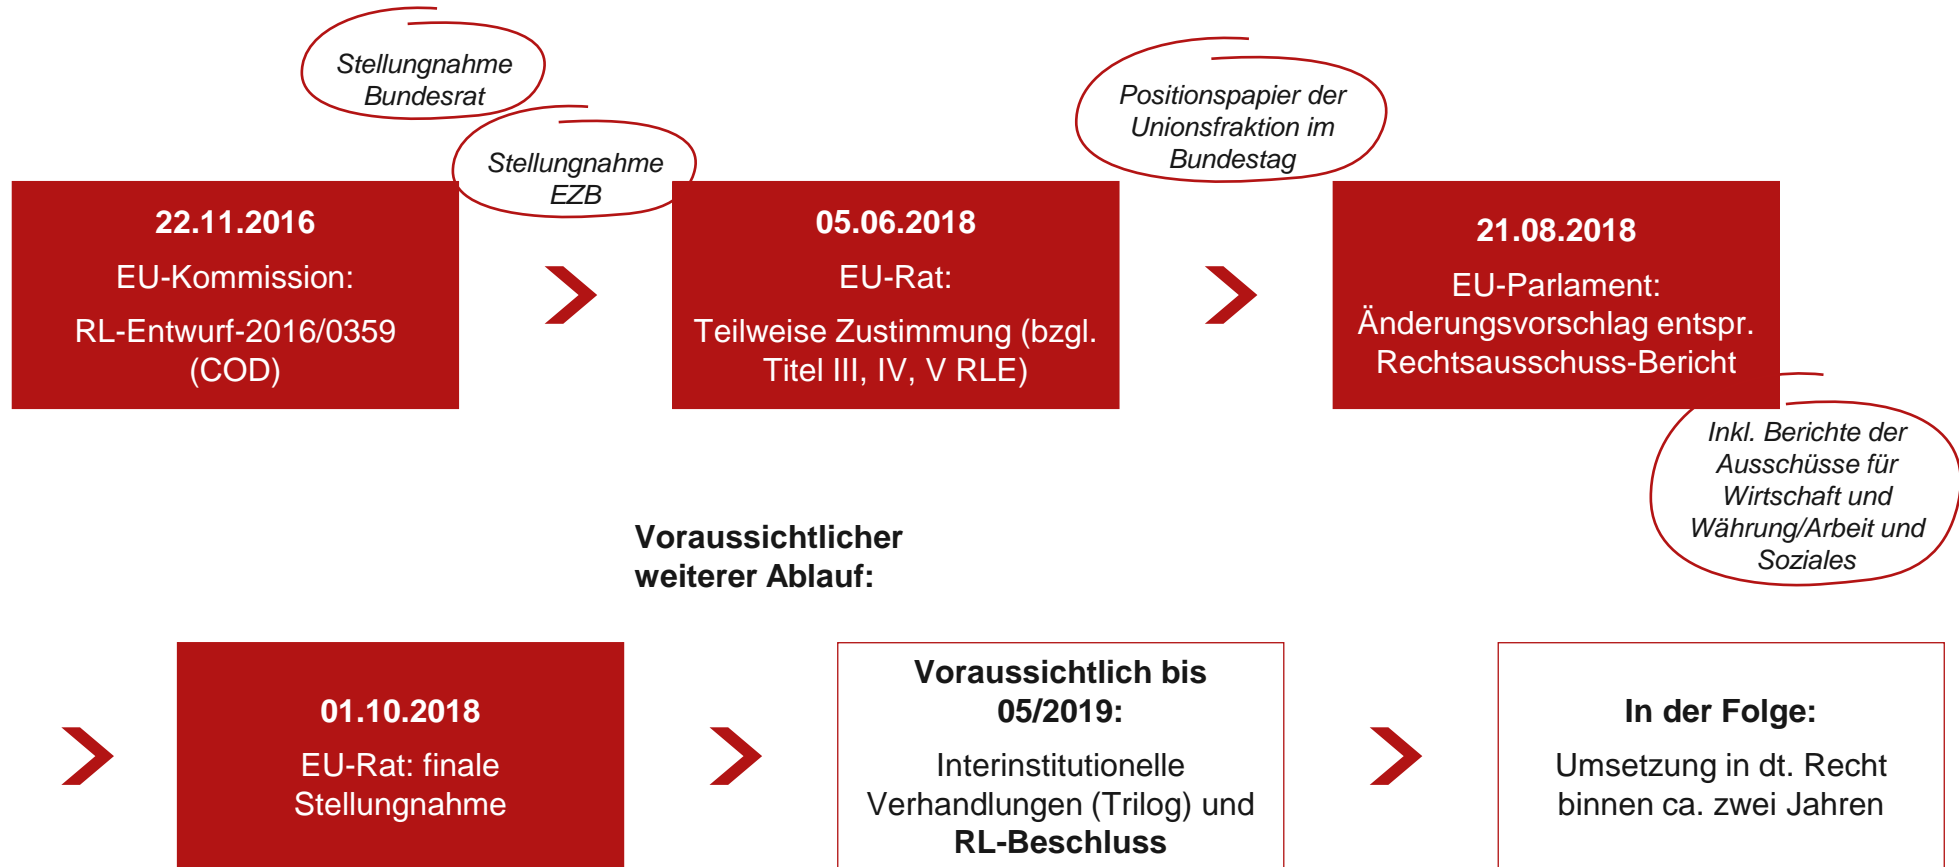 Stellungnahme
Bundesrat
Stellungnahme
EZB
Positionspapier der
Unionsfraktion im
Bundestag
22.11.2016
EU-Kommission:
RL-Entwurf-2016/0359
(COD)
05.06.2018
EU-Rat:
Teilweise Zustimmung (bzgl.
Titel III, IV, V RLE)
21.08.2018
EU-Parlament:
Änderungsvorschlag entspr.
Rechtsausschuss-Bericht
Inkl. Berichte der
Ausschüsse für
Wirtschaft und
Währung/Arbeit und
Soziales
Voraussichtlicher
weiterer Ablauf:
01.10.2018
EU-Rat: finale
Stellungnahme
Voraussichtlich bis
05/2019:
Interinstitutionelle
Verhandlungen (Trilog) und
RL-Beschluss
In der Folge:
Umsetzung in dt. Recht
binnen ca. zwei Jahren